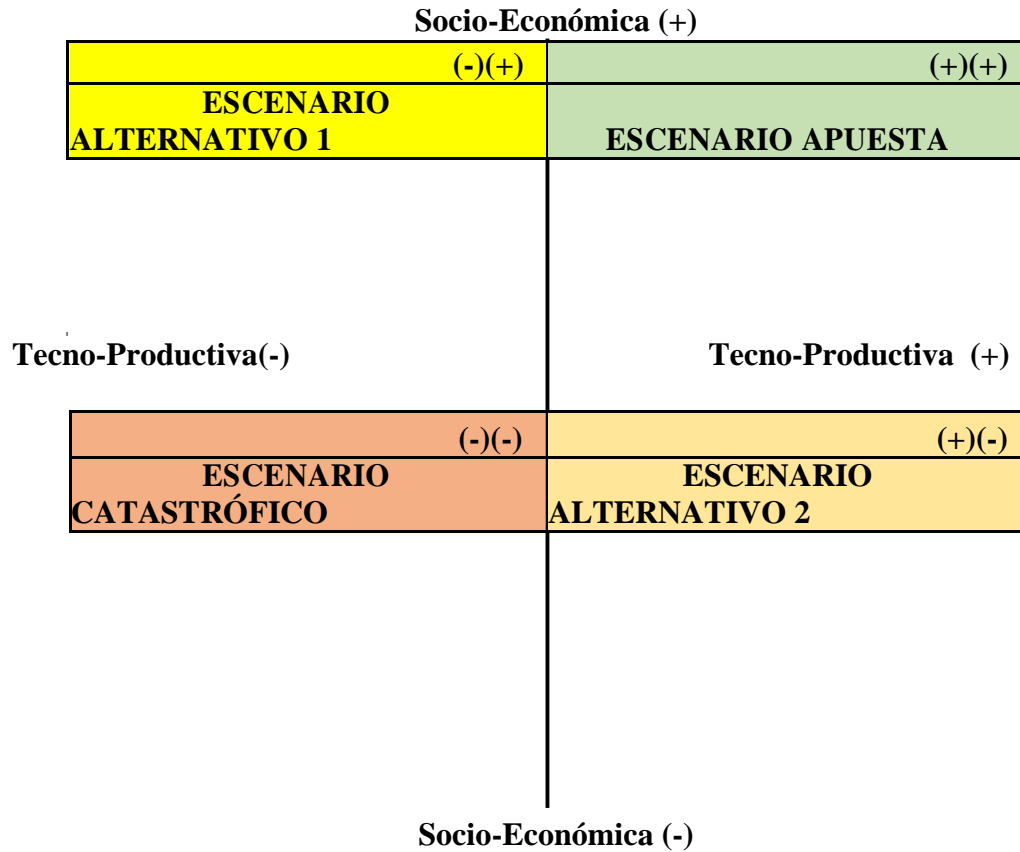 Socio-Económica (+)
(-)(+)
(+)(+)
ESCENARIO
ALTERNATIVO 1
ESCENARIO APUESTA
Tecno-Productiva(-)
Tecno-Productiva (+)
(-)(-)
(+)(-)
ESCENARIO
CATASTRÓFICO
ESCENARIO
ALTERNATIVO 2
Socio-Económica (-)